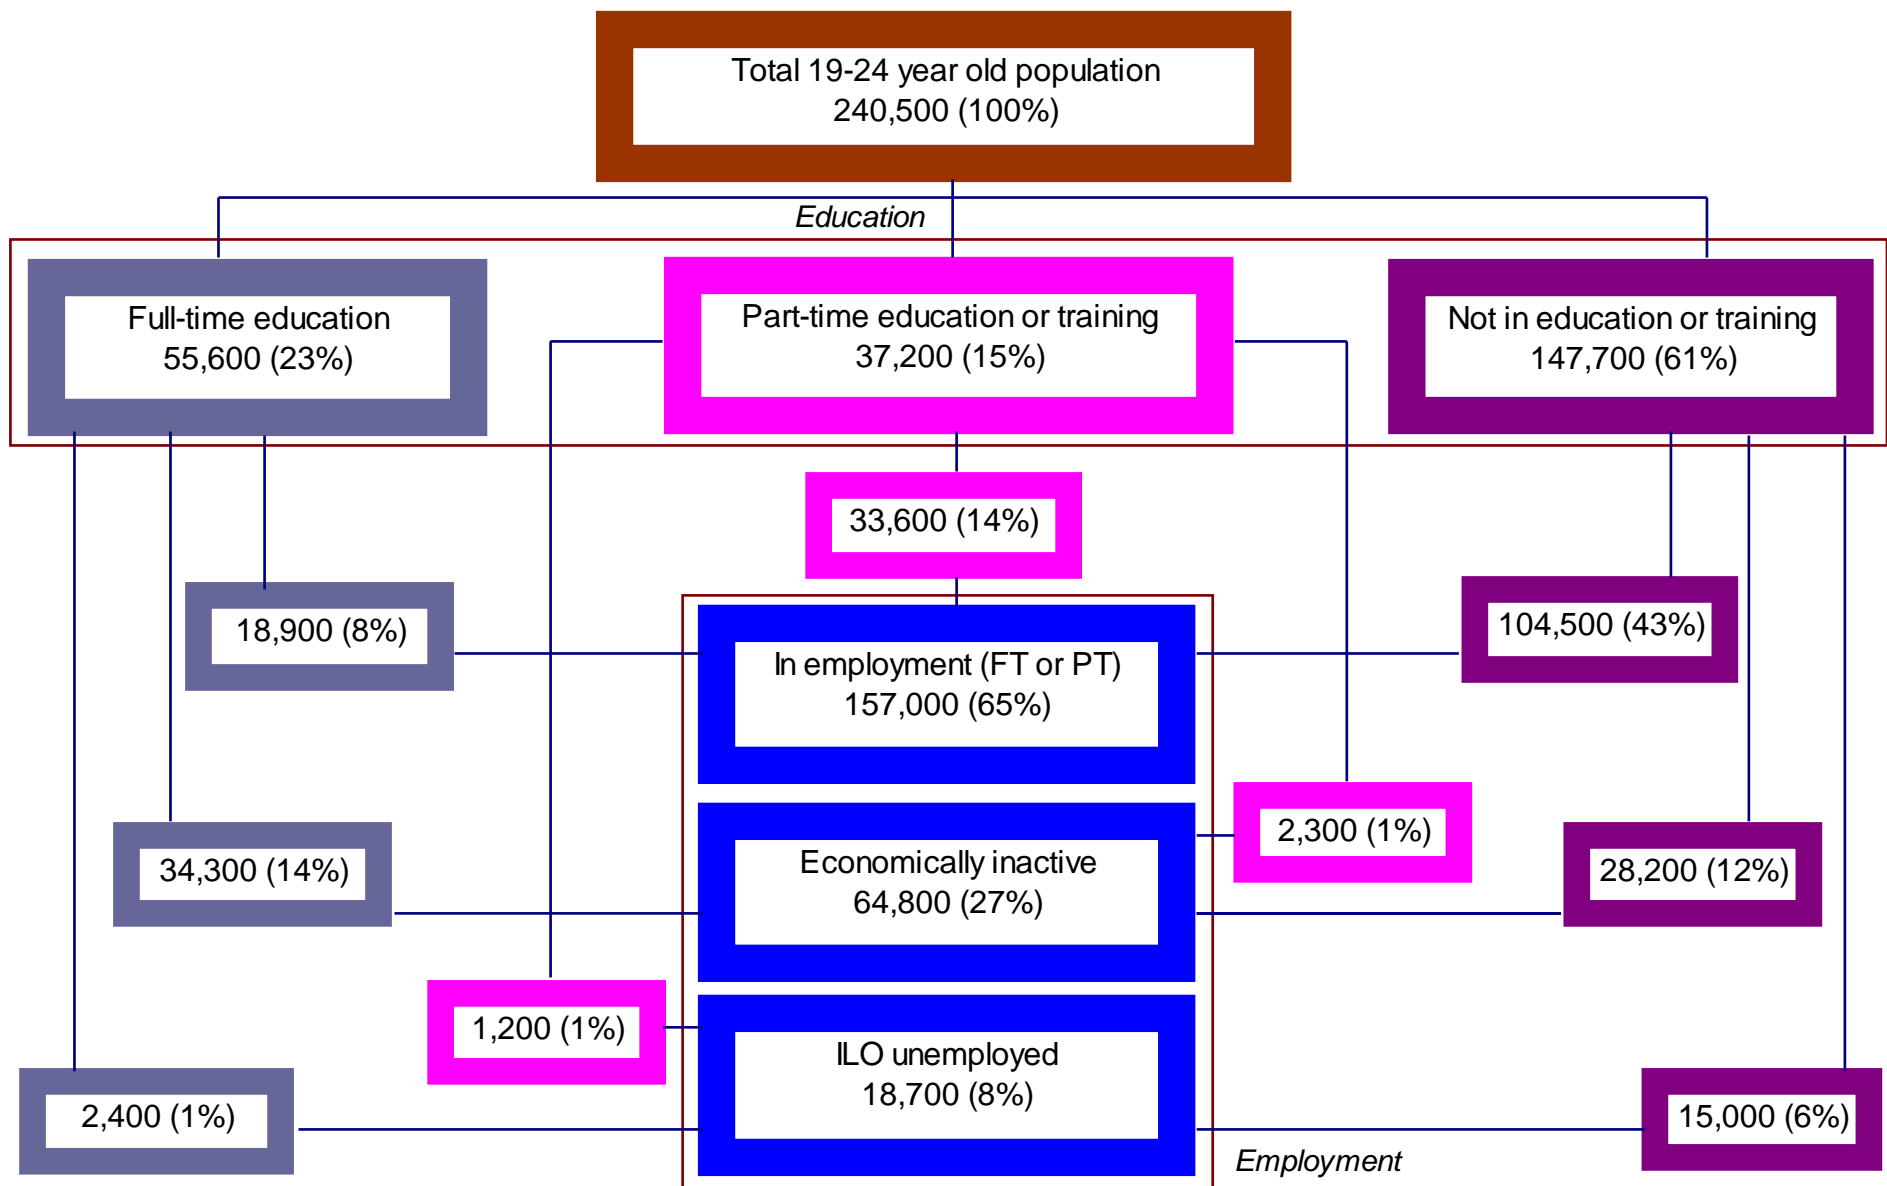 Total 19-24 year old population
240,500 (100%)
Education
Full-time education
55,600 (23%)
Part-time education or training
37,200 (15%)
Not in education or training
147,700 (61%)
33,600 (14%)
18,900 (8%)
104,500 (43%)
In employment (FT or PT)
157,000 (65%)
2,300 (1%)
34,300 (14%)
Economically inactive
64,800 (27%)
28,200 (12%)
1,200 (1%)
ILO unemployed
18,700 (8%)
2,400 (1%)
15,000 (6%)
Employment